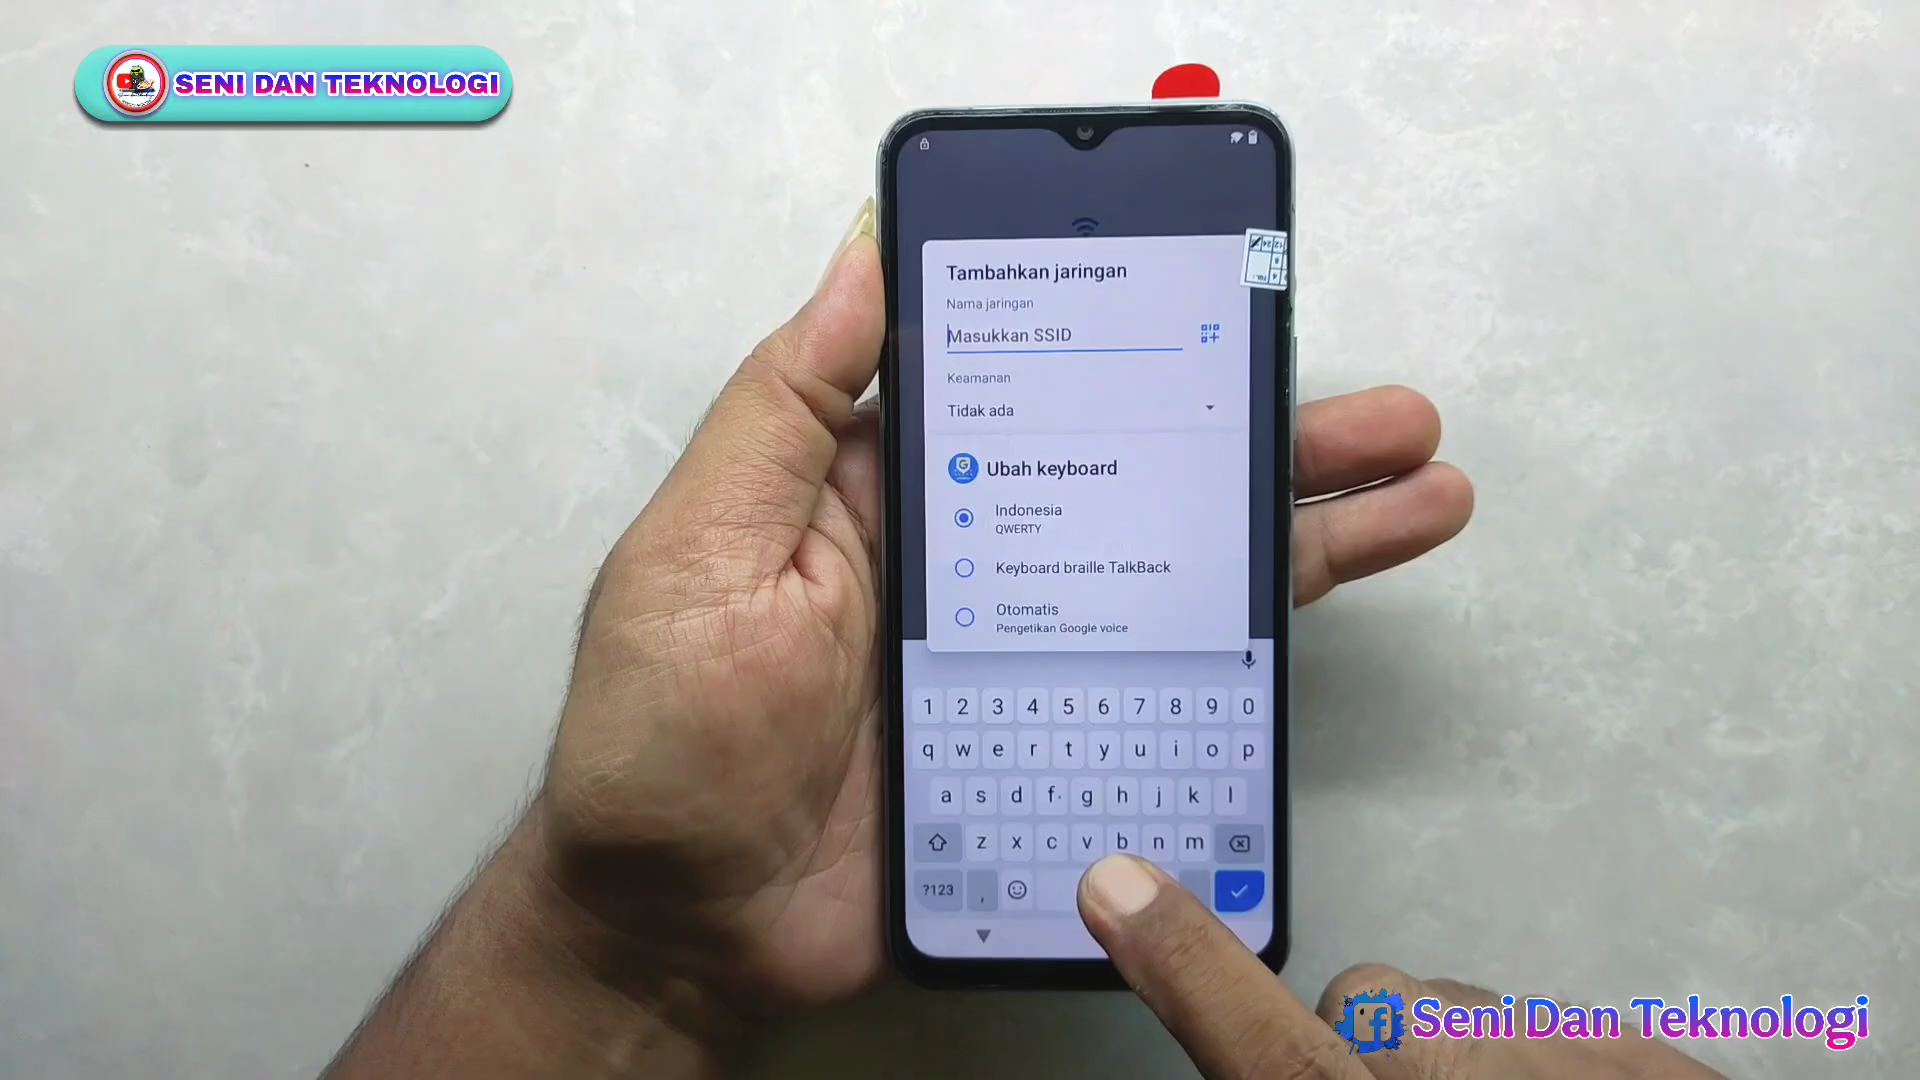 SENI DAN TEKNOLOGI
Tambahkan jaringan
Nama jaringan
Masukkan SSID
Keamanan
Tidak ada
Ubah keyboard
Indonesia
QWERTY
Keyboard braille TalkBack
Otomatis
Pengetikan Google voice
1 2 3 4 5 6 7 8 9 0
q w e r t y u i o p
a s d f g h j k l
z x c v b n m
?123 ,
Seni Dan Teknologi